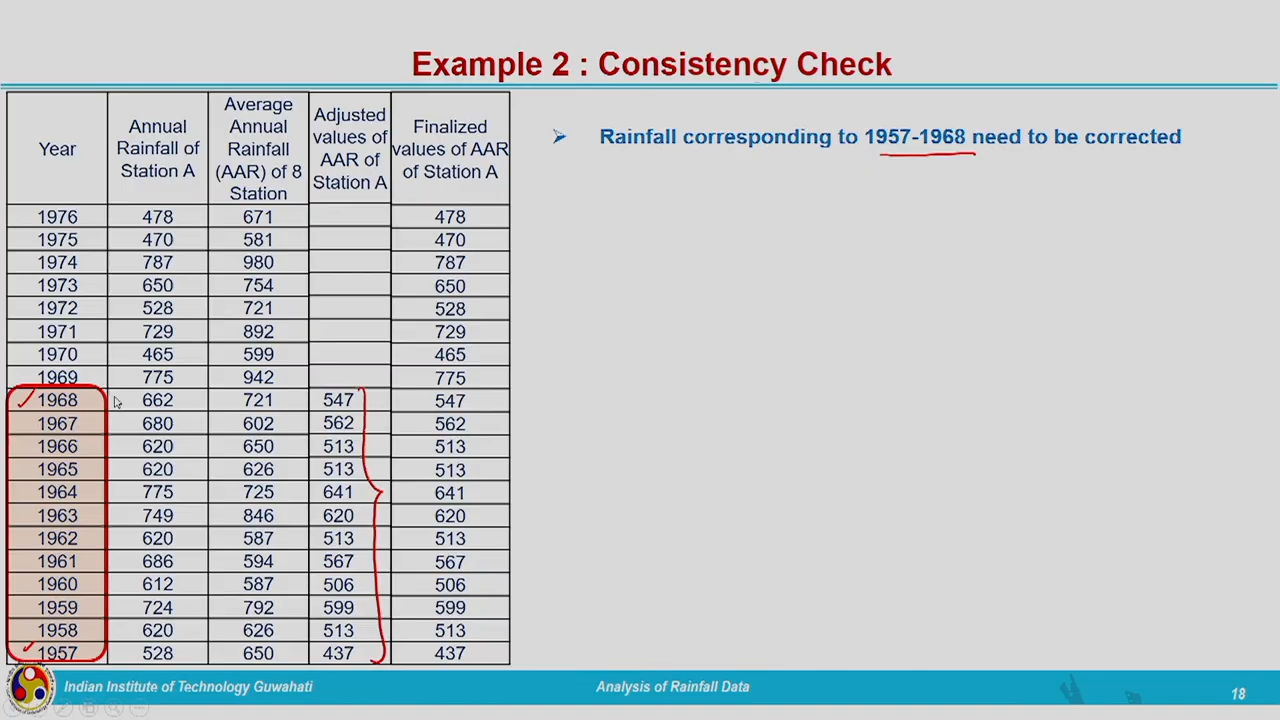 Example 2 : Consistency Check
Year
Annual
Rainfall of
Station A
Average
Annual
Rainfall
(AAR) of 8
Station
Adjusted
values of
AAR of
Station A
Finalized
values of AAR
of Station A
1976 478 671 478
1975 470 581 470
1974 787 980 787
1973 650 754 650
1972 528 721 528
1971 729 892 729
1970 465 599 465
1969 775 942 775
1968 662 721 547 547
1967 680 602 562 562
1966 620 650 513 513
1965 620 626 513 513
1964 775 725 641 641
1963 749 846 620 620
1962 620 587 513 513
1961 686 594 567 567
1960 612 587 506 506
1959 724 792 599 599
1958 620 626 513 513
1957 528 650 437 437
Rainfall corresponding to 1957-1968 need to be corrected
Indian Institute of Technology Guwahati
Analysis of Rainfall Data
18